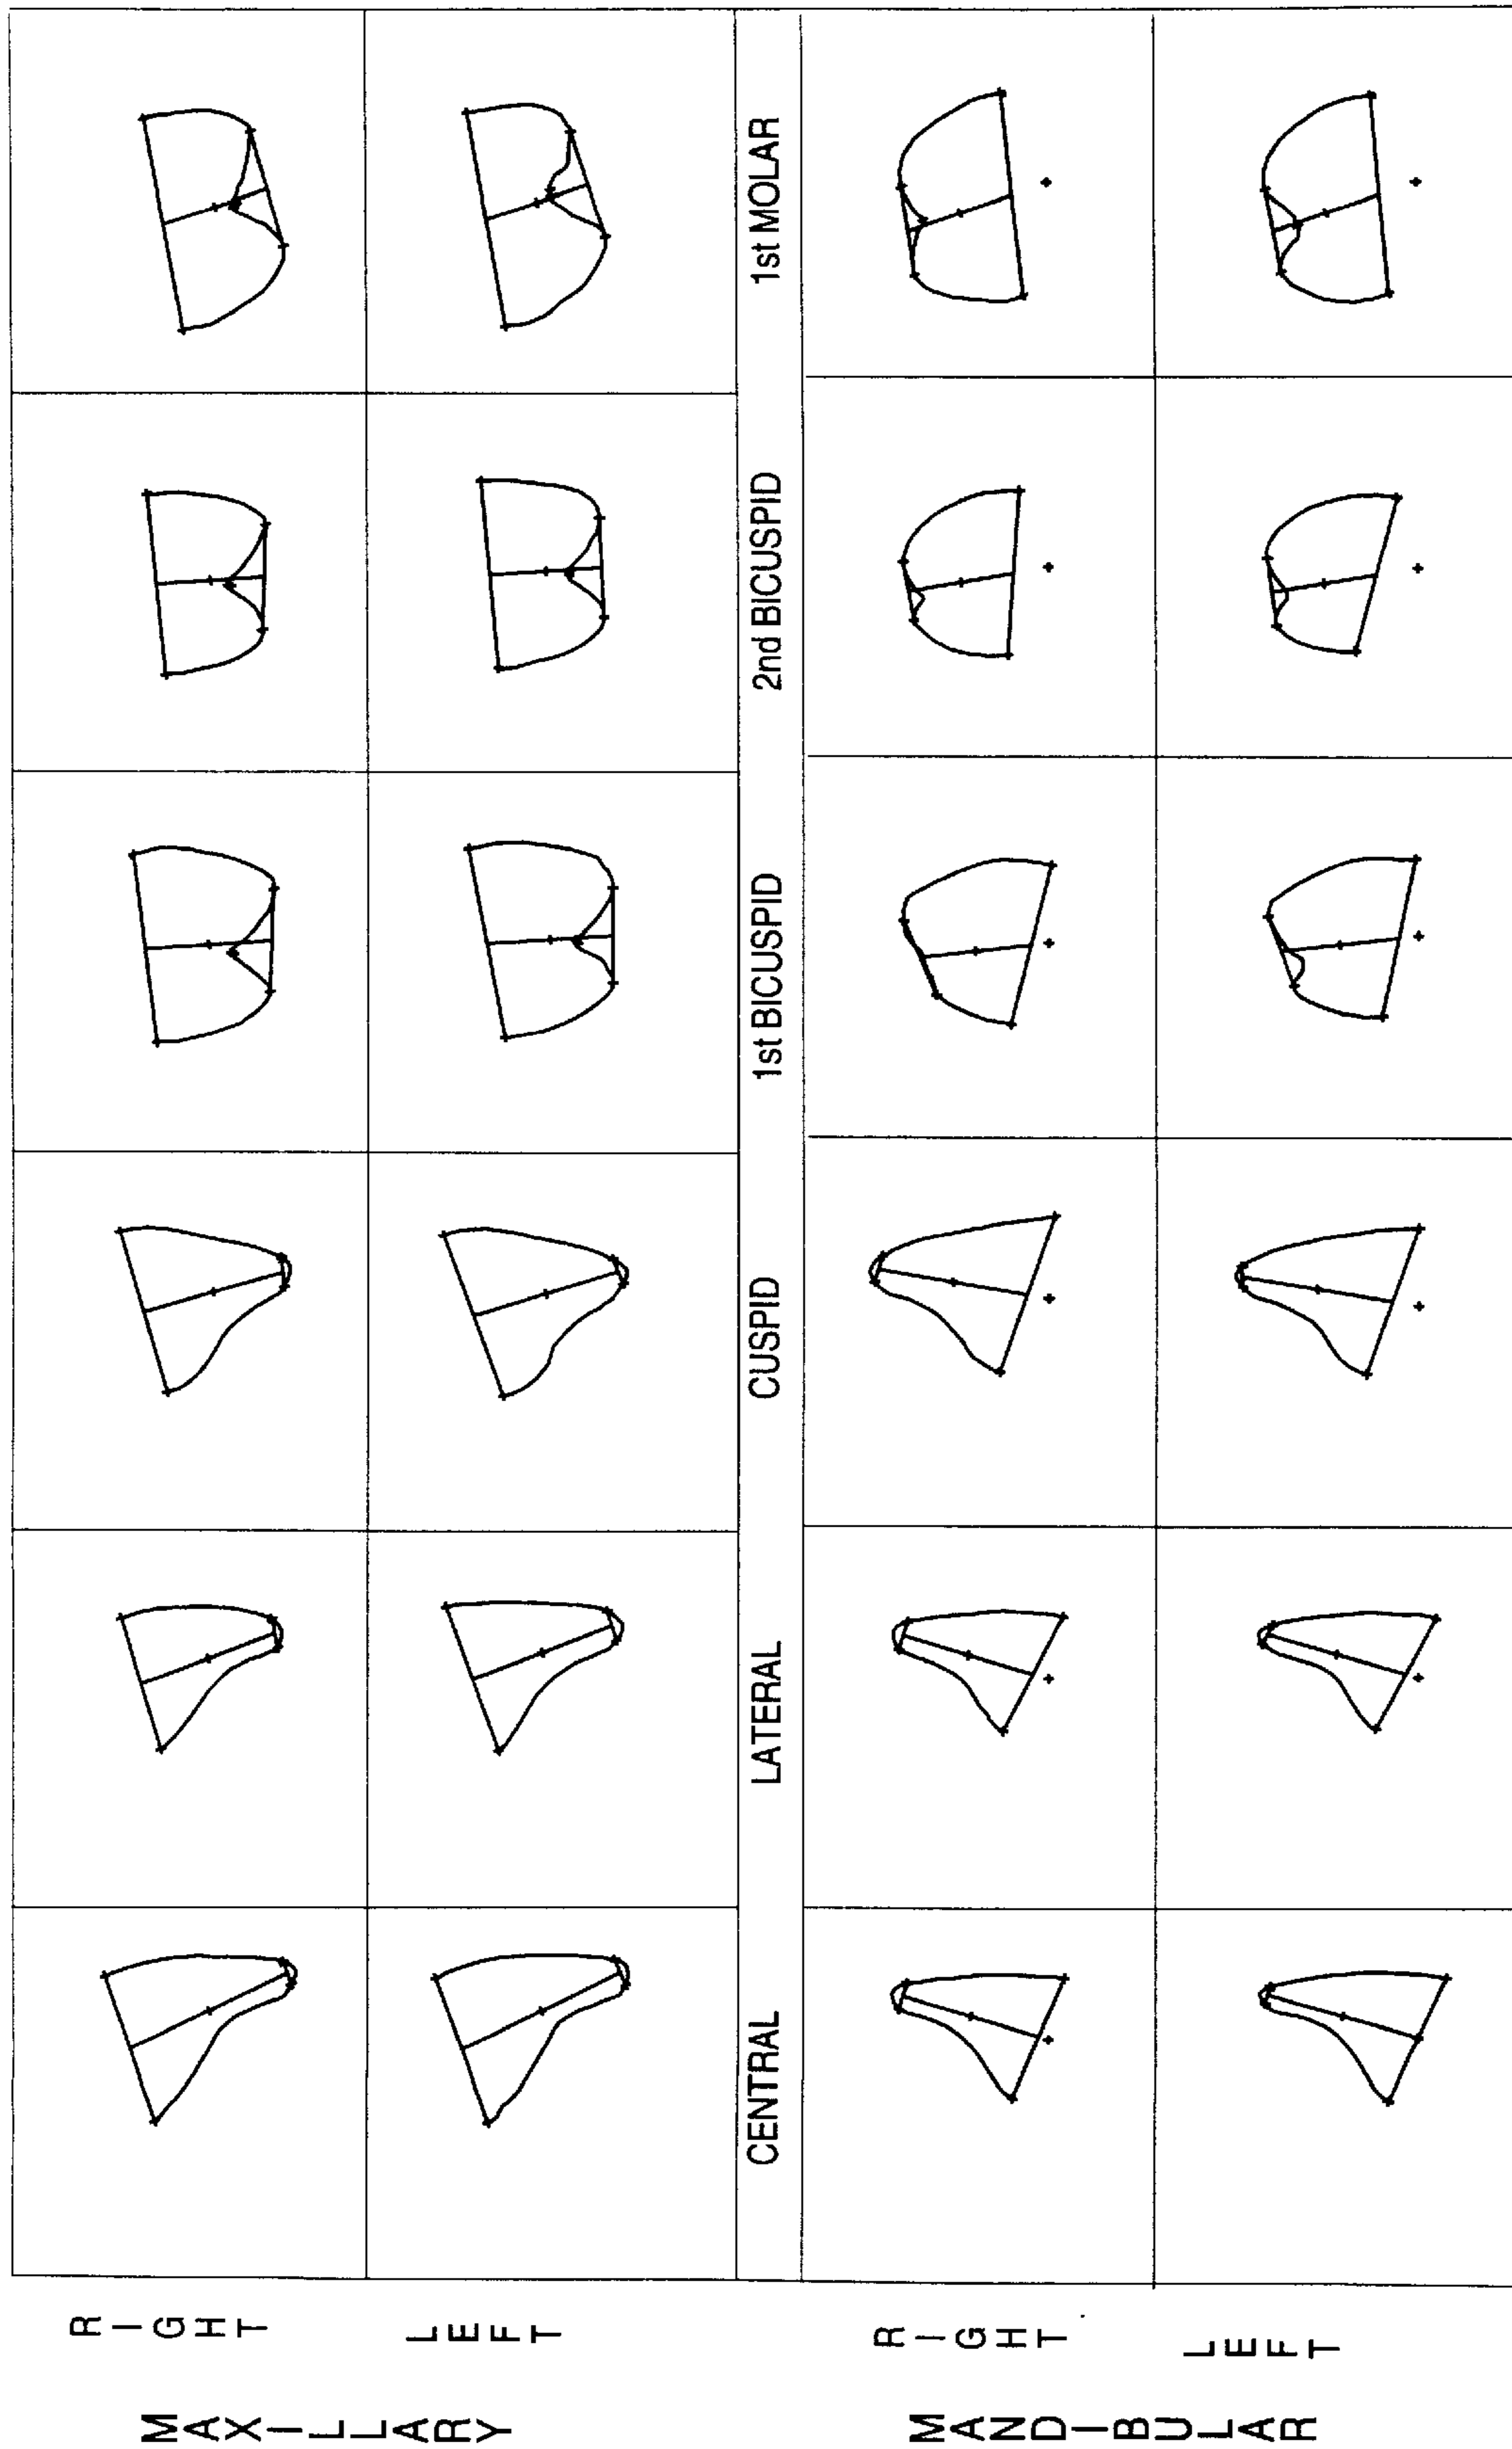 MAXILLARY
RIGHT
LEFT
CENTRAL LATERAL CUSPID 1st BICUSPID 2nd BICUSPID 1st MOLAR
MANDIBULAR
RIGHT
LEFT